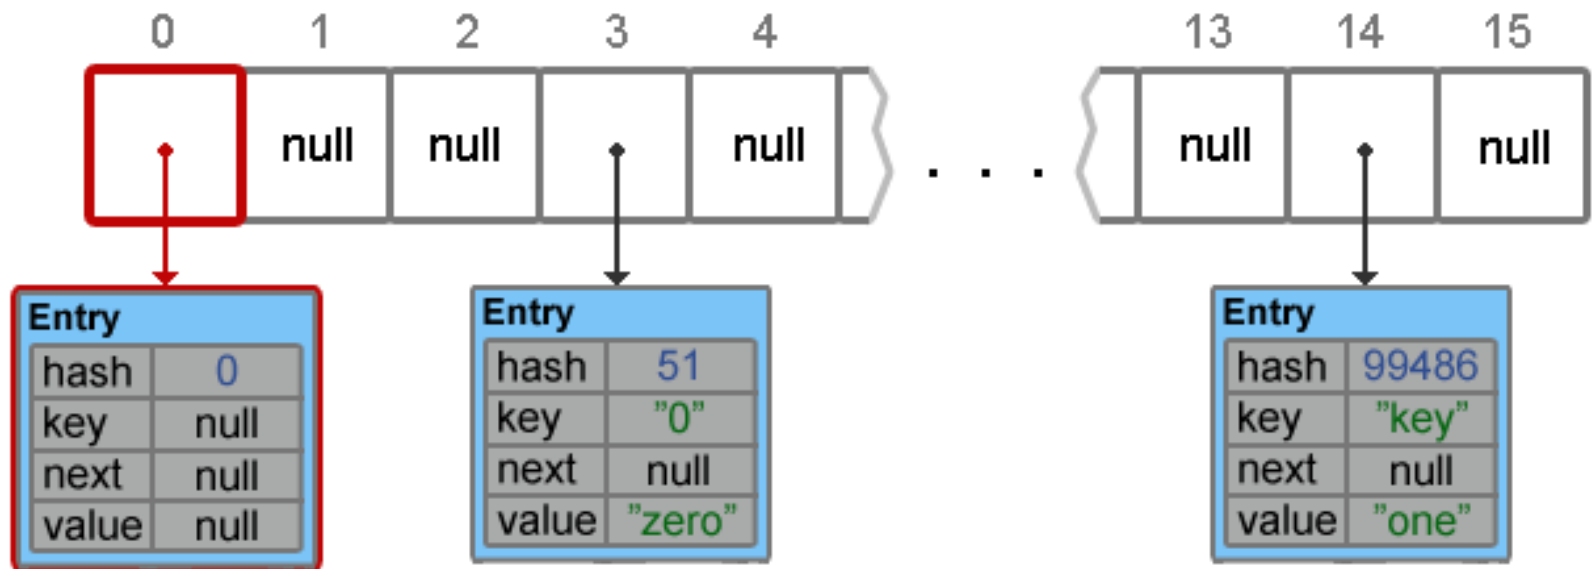 0 1 2 3 4 13 14 15
null null null . . . null null
Entry
hash 0
key null
next null
value null
Entry
hash 51
key ”0”
next null
value ”zero”
Entry
hash 99486
key ”key”
next null
value ”one”